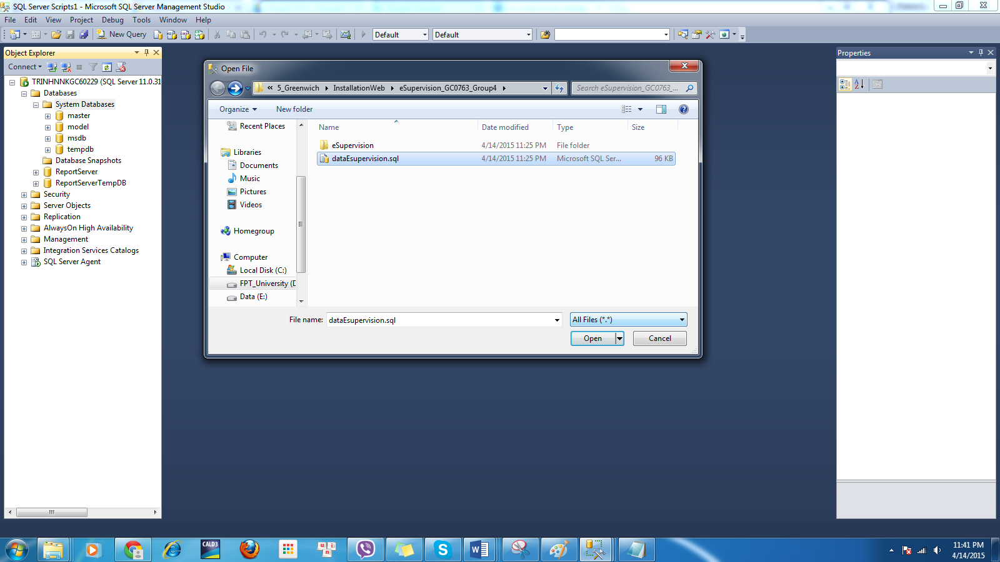 SQL Server Scripts1 - Microsoft SQL Server Management Studio
File Edit View Project Debug Tools Window Help
New Query Default Default
Object Explorer
Connect
TRINHNNKGC60229 (SQL Server 11.0.31
Databases
System Databases
master
model
msdb
tempdb
Database Snapshots
ReportServer
ReportServerTempDB
Security
Server Objects
Replication
AlwaysOn High Availability
Management
Integration Services Catalogs
SQL Server Agent
Open File
« 5_Greenwich InstallationWeb eSupervision_GC0763_Group4 Search eSupervision_GC0763_...
Organize New folder
Recent Places
Libraries
Documents
Music
Pictures
Videos
Homegroup
Computer
Local Disk (C:)
FPT_University (D
Data (E:)
Name Date modified Type Size
eSupervision 4/14/2015 11:25 PM File folder
dataEsupervision.sql 4/14/2015 11:25 PM Microsoft SQL Ser... 96 KB
File name: dataEsupervision.sql All Files (*.*)
Open Cancel
Properties
CALD3
11:41 PM
4/14/2015